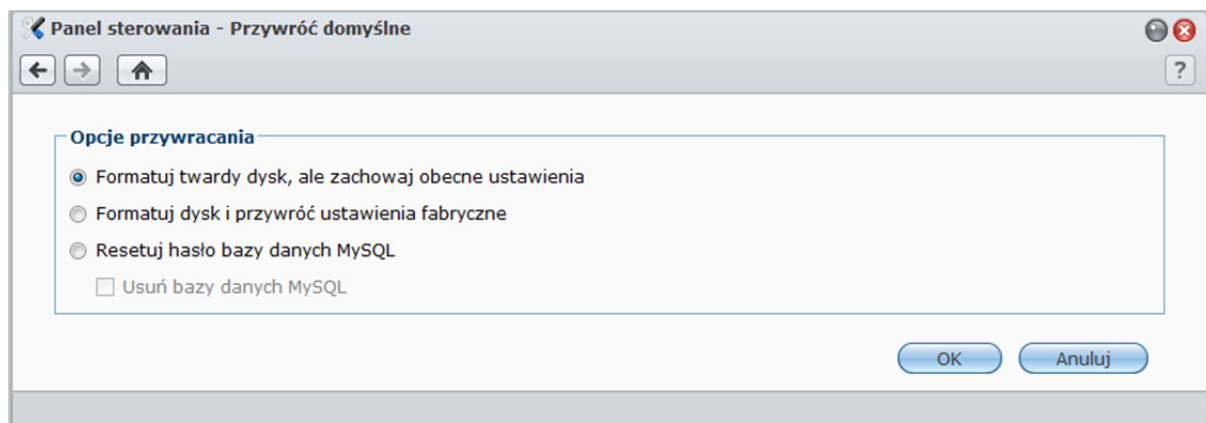 Panel sterowania - Przywróć domyślne
?
Opcje przywracania
Formatuj twardy dysk, ale zachowaj obecne ustawienia
Formatuj dysk i przywróć ustawienia fabryczne
Resetuj hasło bazy danych MySQL
Usuń bazy danych MySQL
OK Anuluj